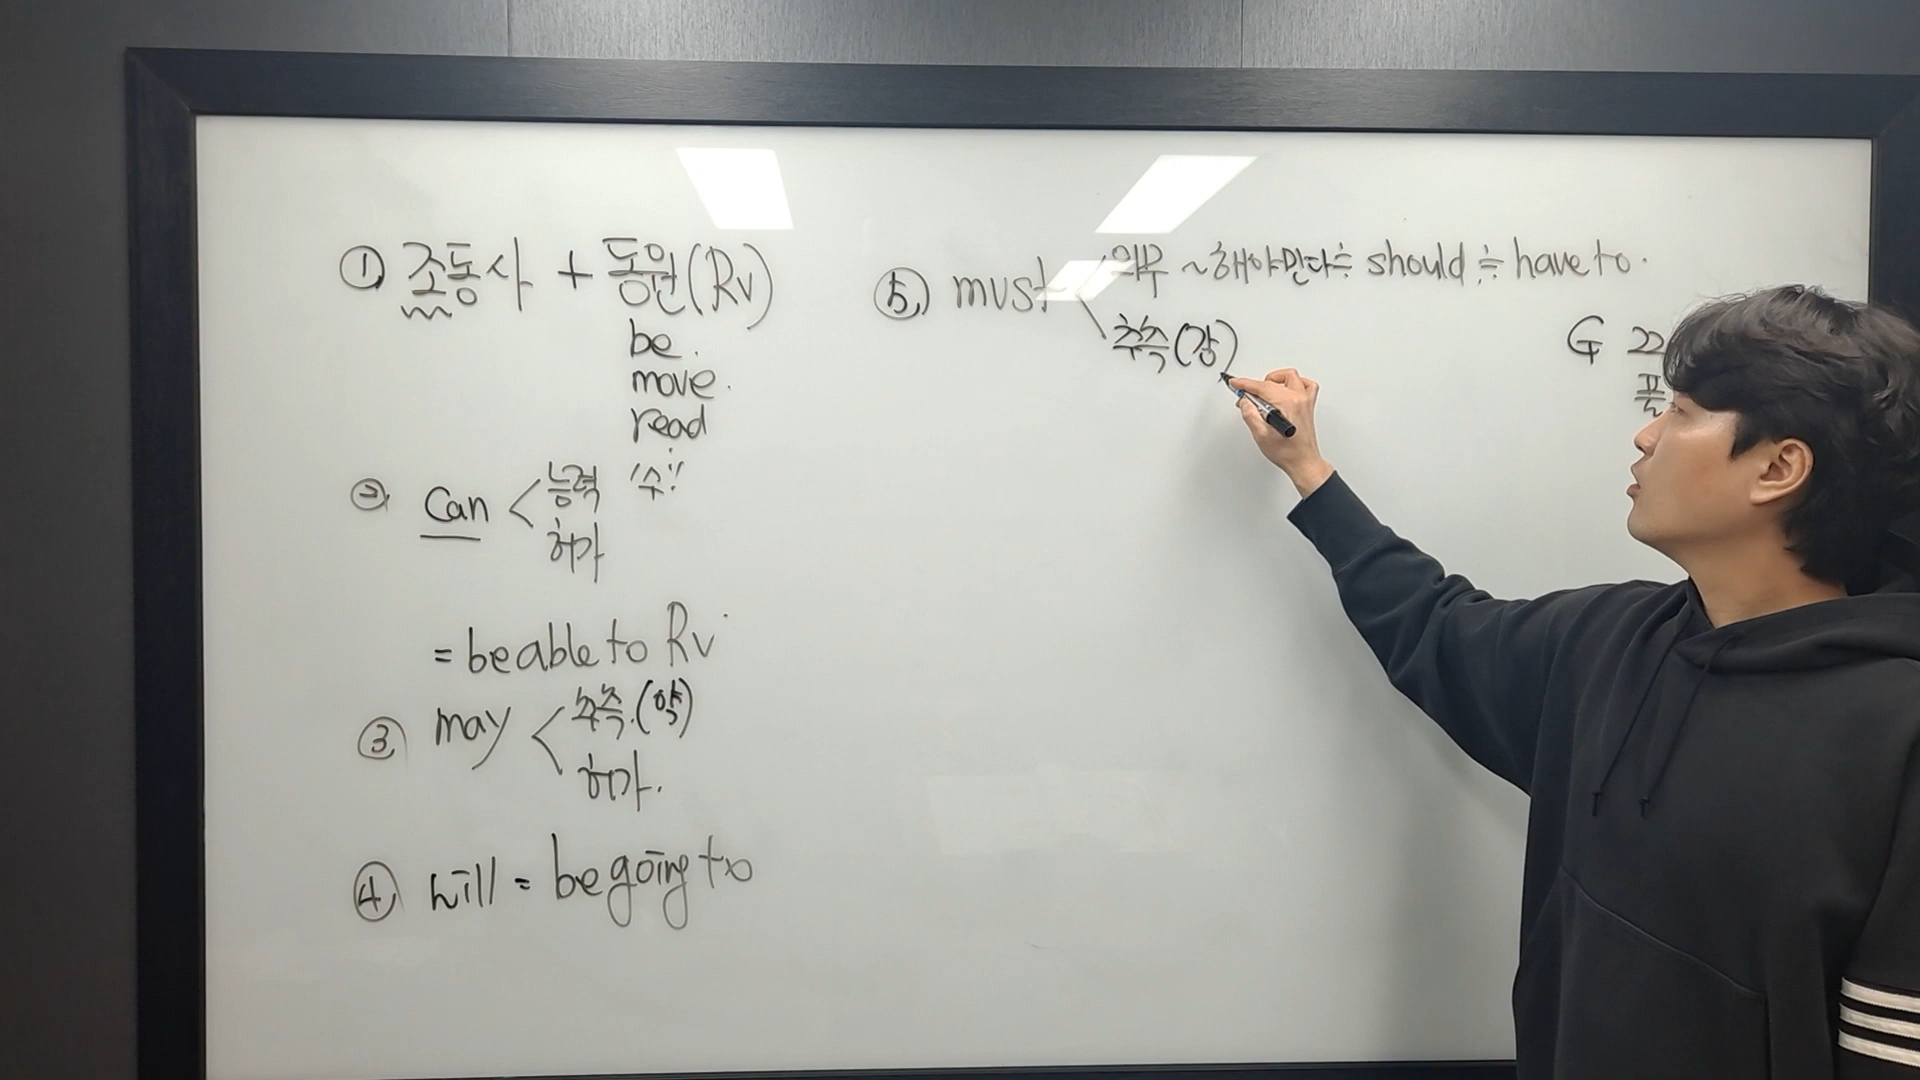 ① 조동사 + 동원(Rv)
be.
move.
read
② Can < 능력 '수'!
허가
= be able to Rv
③ may < 추측.(약)
허가.
④ will = be going to
⑤ must < 의무 ~해야만다≒ should ≒ have to.
추측(강)
G 22